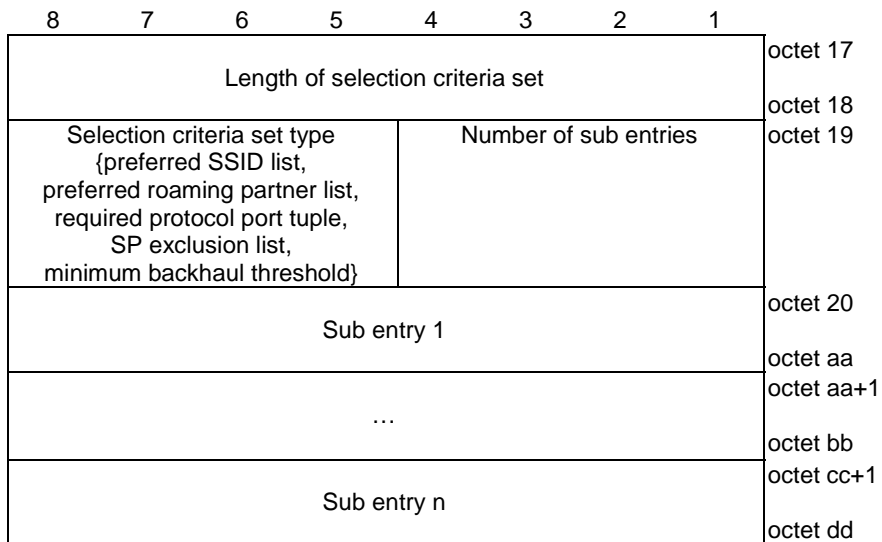 8 7 6 5 4 3 2 1
Length of selection criteria set
octet 17
octet 18
Selection criteria set type
{preferred SSID list,
preferred roaming partner list,
required protocol port tuple,
SP exclusion list,
minimum backhaul threshold}
Number of sub entries
octet 19
Sub entry 1
octet 20
octet aa
…
octet aa+1
octet bb
Sub entry n
octet cc+1
octet dd